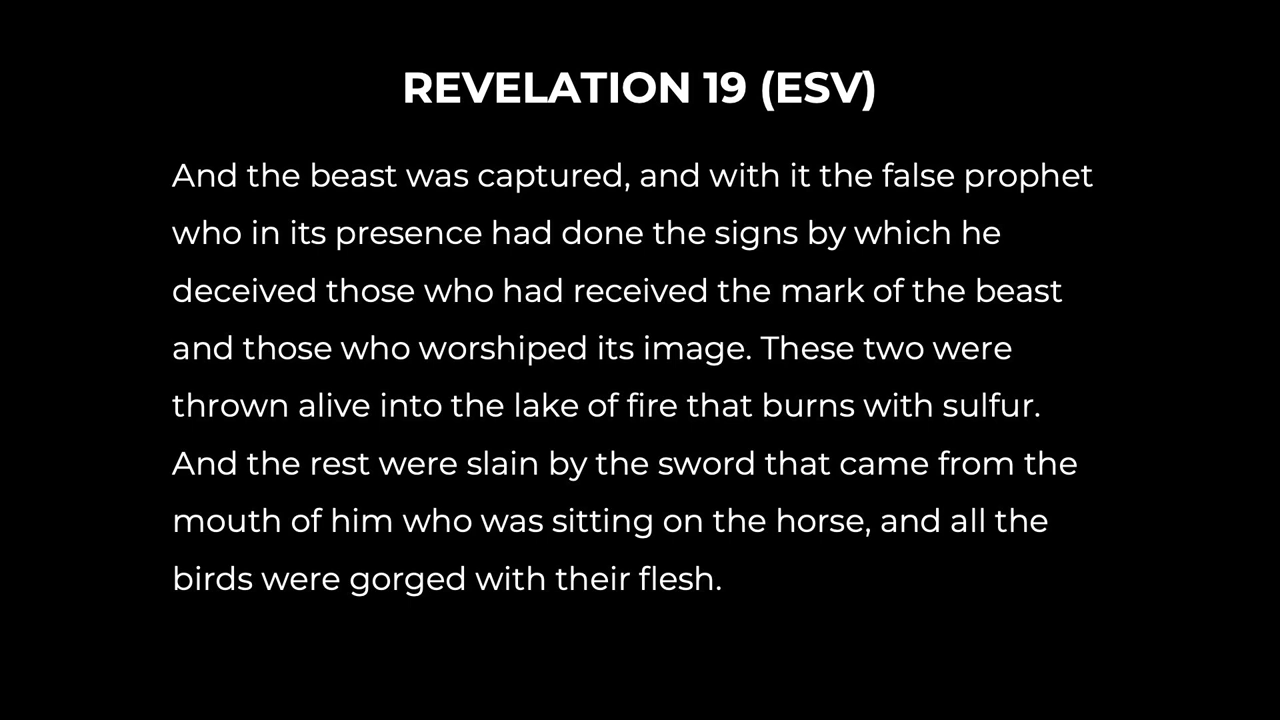 REVELATION 19 (ESV)
And the beast was captured, and with it the false prophet
who in its presence had done the signs by which he
deceived those who had received the mark of the beast
and those who worshiped its image. These two were
thrown alive into the lake of fire that burns with sulfur.
And the rest were slain by the sword that came from the
mouth of him who was sitting on the horse, and all the
birds were gorged with their flesh.